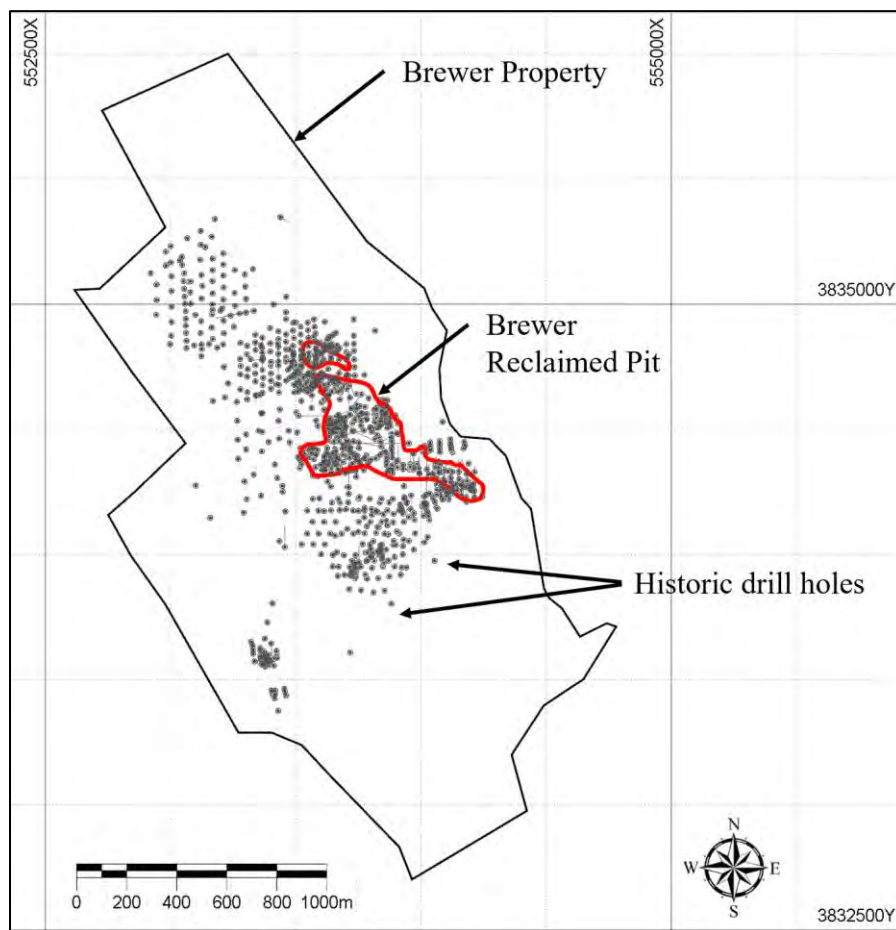 552500X
555000X
Brewer Property
3835000Y
Brewer
Reclaimed Pit
Historic drill holes
N
W
E
S
0 200 400 600 800 1000m
3832500Y